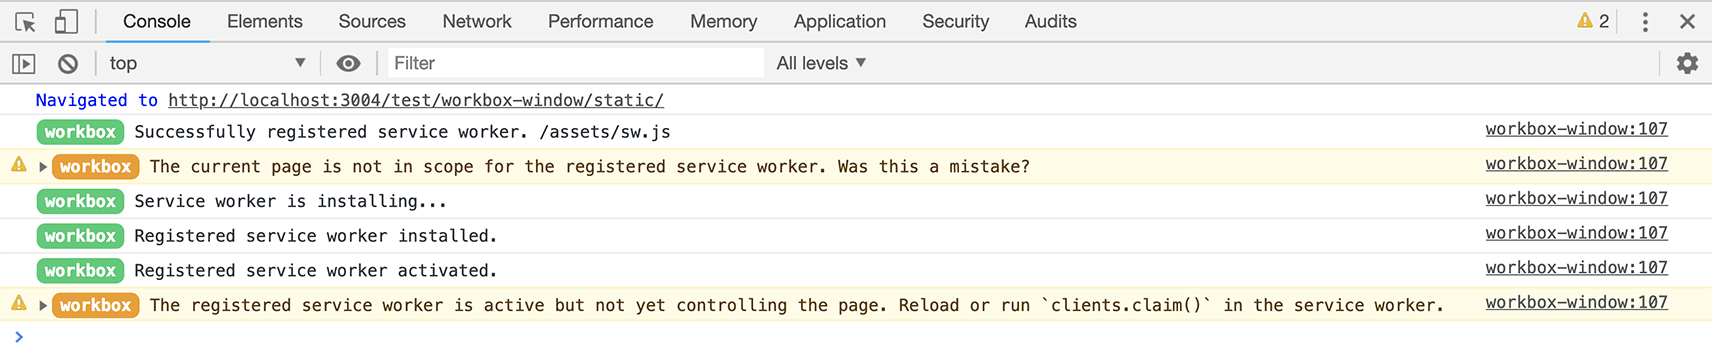 Console Elements Sources Network Performance Memory Application Security Audits 2
top Filter All levels
Navigated to http://localhost:3004/test/workbox-window/static/
workbox Successfully registered service worker. /assets/sw.js workbox-window:107
workbox The current page is not in scope for the registered service worker. Was this a mistake? workbox-window:107
workbox Service worker is installing... workbox-window:107
workbox Registered service worker installed. workbox-window:107
workbox Registered service worker activated. workbox-window:107
workbox The registered service worker is active but not yet controlling the page. Reload or run `clients.claim()` in the service worker. workbox-window:107